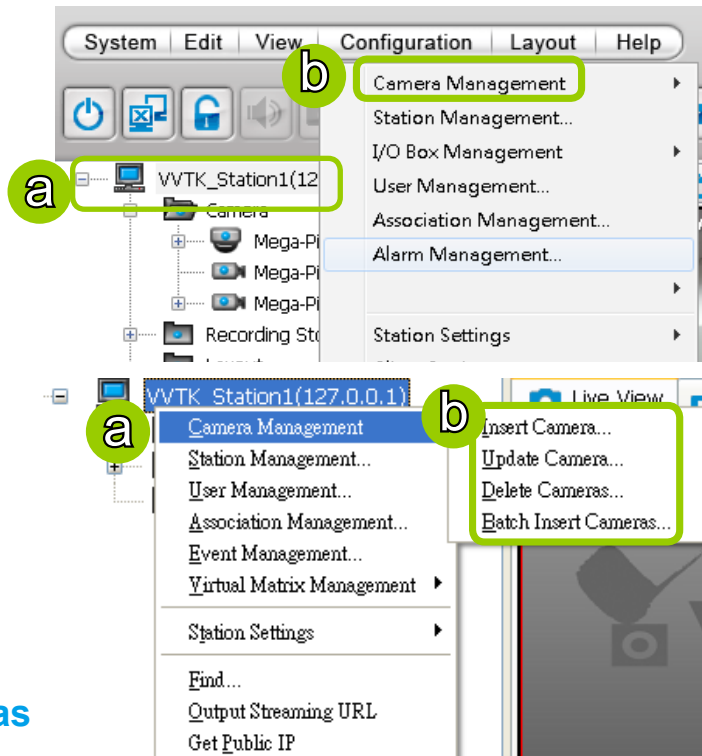 System Edit View Configuration Layout Help
b
Camera Management
Station Management...
I/O Box Management
User Management...
Association Management...
Alarm Management...
Station Settings
a
VVTK_Station1(12
Camera
Mega-Pi
Mega-Pi
Mega-Pi
Recording Sto
VVTK_Station1(127.0.0.1)
Live View
a
Camera Management
Station Management...
User Management...
Association Management...
Event Management...
Virtual Matrix Management
Station Settings
Find...
Output Streaming URL
Get Public IP
b
Insert Camera...
Update Camera...
Delete Cameras...
Batch Insert Cameras...
as